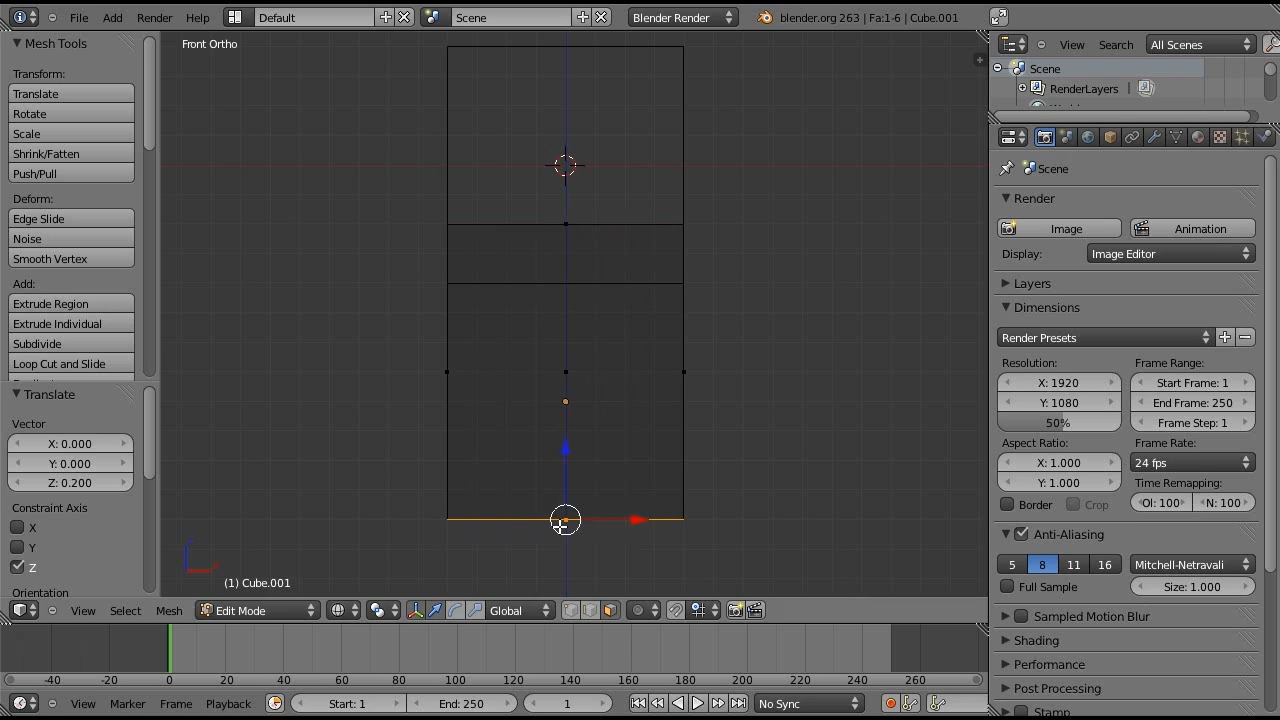 File Add Render Help Default Scene Blender Render blender.org 263 | Fa:1-6 | Cube.001
Mesh Tools
Transform:
Translate
Rotate
Scale
Shrink/Fatten
Push/Pull
Deform:
Edge Slide
Noise
Smooth Vertex
Add:
Extrude Region
Extrude Individual
Subdivide
Loop Cut and Slide
Translate
Vector
X: 0.000
Y: 0.000
Z: 0.200
Constraint Axis
X
Y
Z
Orientation
Front Ortho
(1) Cube.001
View Select Mesh Edit Mode Global
-40 -20 0 20 40 60 80 100 120 140 160 180 200 220 240 260
View Marker Frame Playback Start: 1 End: 250 1 No Sync
View Search All Scenes
Scene
RenderLayers
Scene
Render
Image Animation
Display: Image Editor
Layers
Dimensions
Render Presets
Resolution: Frame Range:
X: 1920 Start Frame: 1
Y: 1080 End Frame: 250
50% Frame Step: 1
Aspect Ratio: Frame Rate:
X: 1.000 24 fps
Y: 1.000 Time Remapping:
Border Crop Ol: 100 N: 100
Anti-Aliasing
5 8 11 16 Mitchell-Netravali
Full Sample Size: 1.000
Sampled Motion Blur
Shading
Performance
Post Processing
Stamp